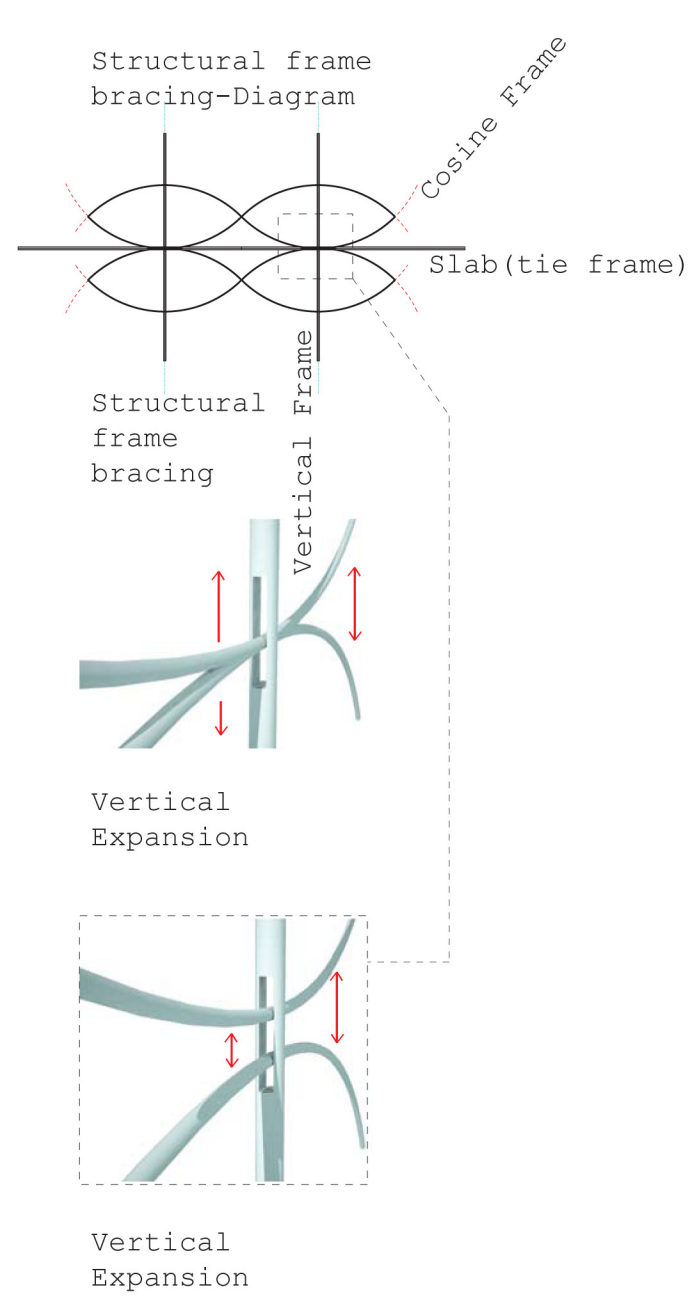 Structural frame
bracing-Diagram
Cosine Frame
Slab(tie frame)
Vertical Frame
Structural
frame
bracing
Vertical
Expansion
Vertical
Expansion